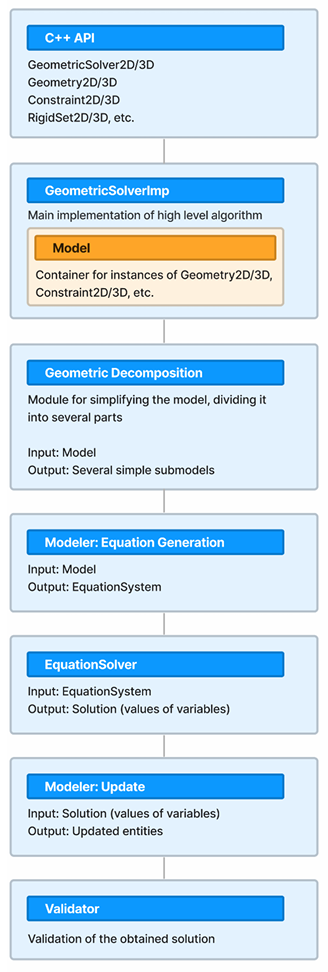 C++ API
GeometricSolver2D/3D
Geometry2D/3D
Constraint2D/3D
RigidSet2D/3D, etc.
GeometricSolverImp
Main implementation of high level algorithm
Model
Container for instances of Geometry2D/3D,
Constraint2D/3D, etc.
Geometric Decomposition
Module for simplifying the model, dividing it
into several parts
Input: Model
Output: Several simple submodels
Modeler: Equation Generation
Input: Model
Output: EquationSystem
EquationSolver
Input: EquationSystem
Output: Solution (values of variables)
Modeler: Update
Input: Solution (values of variables)
Output: Updated entities
Validator
Validation of the obtained solution